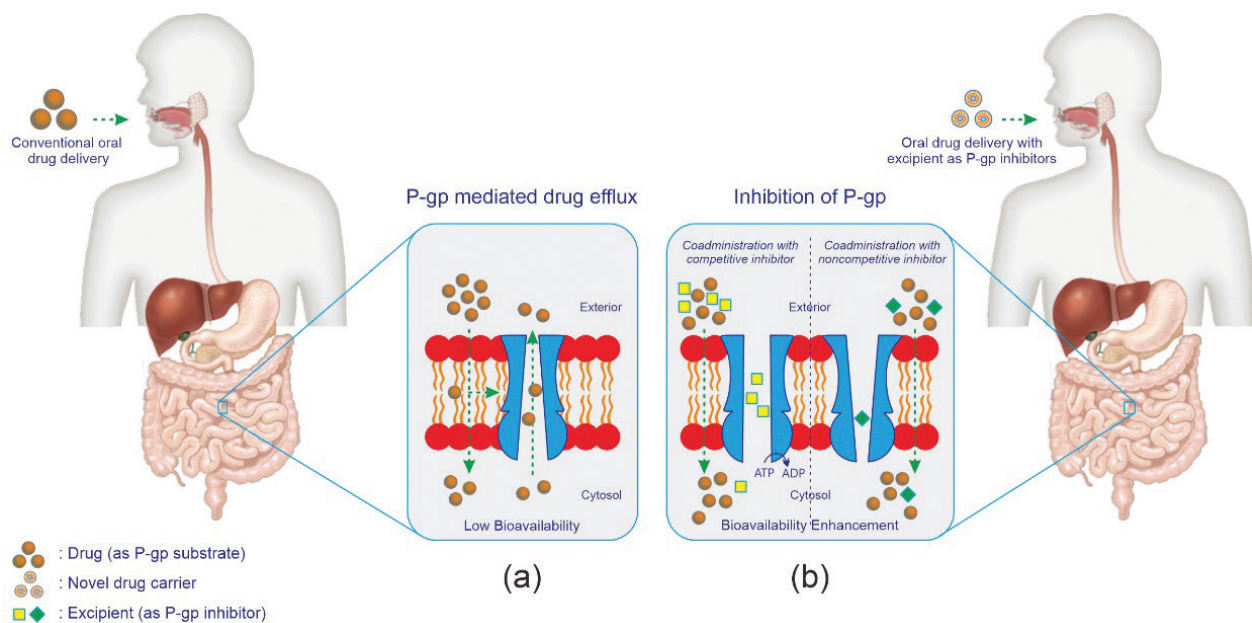 Conventional oral
drug delivery
Oral drug delivery with
excipient as P-gp inhibitors
P-gp mediated drug efflux
Exterior
Cytosol
Low Bioavailability
(a)
Inhibition of P-gp
Coadministration with
competitive inhibitor
Coadministration with
noncompetitive inhibitor
Exterior
ATP ADP
Cytosol
Bioavailability Enhancement
(b)
: Drug (as P-gp substrate)
: Novel drug carrier
: Excipient (as P-gp inhibitor)